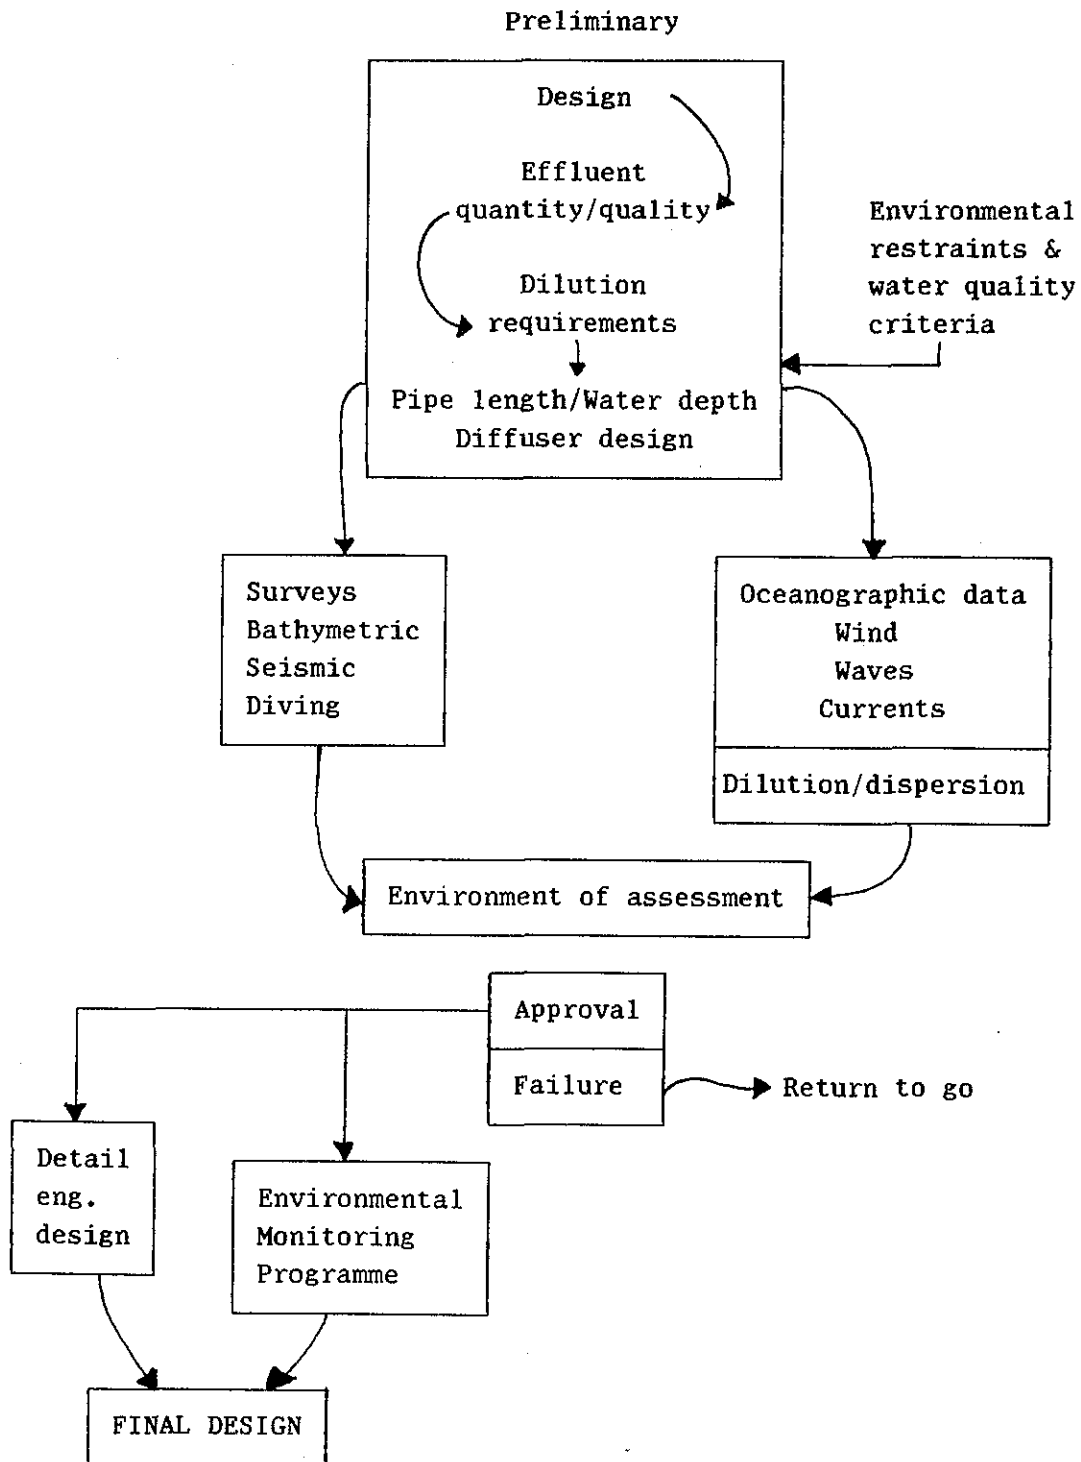 Preliminary
Design
Effluent
quantity/quality
Dilution
requirements
Pipe length/Water depth
Diffuser design
Environmental
restraints &
water quality
criteria
Surveys
Bathymetric
Seismic
Diving
Oceanographic data
Wind
Waves
Currents
Dilution/dispersion
Environment of assessment
Approval
Failure
Return to go
Detail
eng.
design
Environmental
Monitoring
Programme
FINAL DESIGN